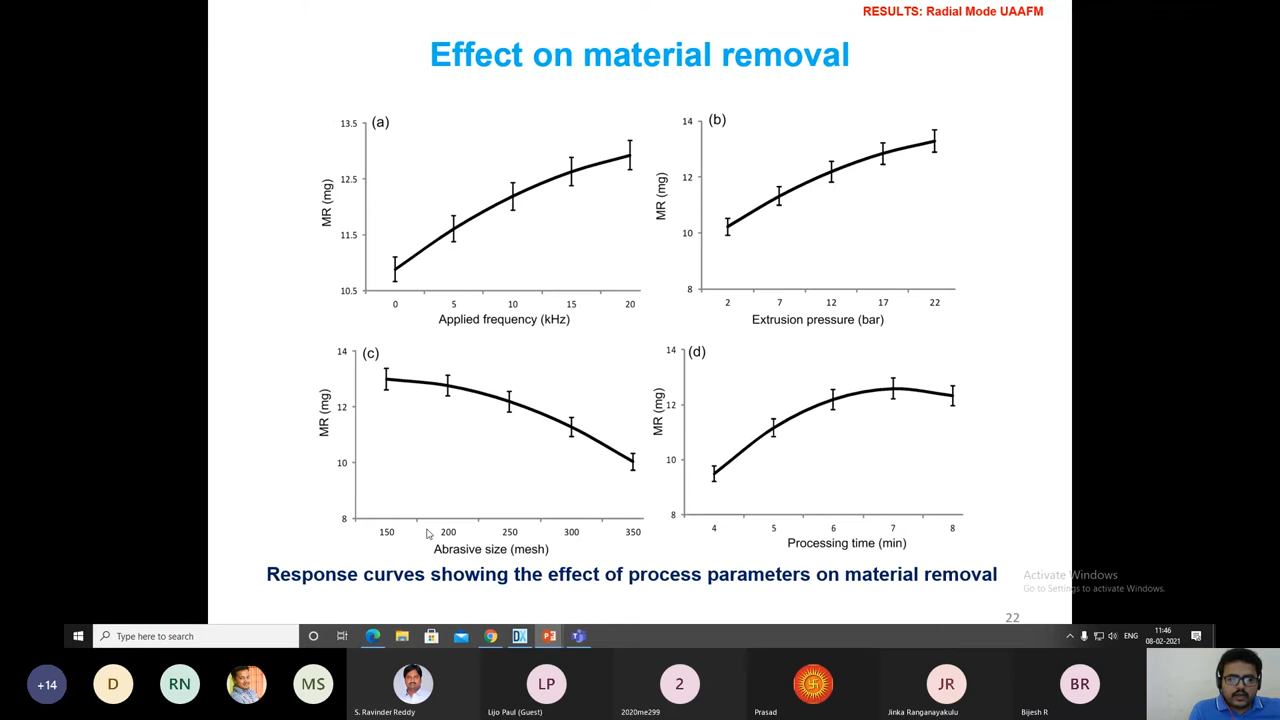 RESULTS: Radial Mode UAAFM
Effect on material removal
(a)
13.5
12.5
11.5
10.5
MR (mg)
0 5 10 15 20
Applied frequency (kHz)
(b)
14
12
10
8
MR (mg)
2 7 12 17 22
Extrusion pressure (bar)
(c)
14
12
10
8
MR (mg)
150 200 250 300 350
Abrasive size (mesh)
(d)
14
12
10
8
MR (mg)
4 5 6 7 8
Processing time (min)
Response curves showing the effect of process parameters on material removal
Activate Windows
Go to Settings to activate Windows.
22
Type here to search
DX
ENG
11:46
08-02-2021
+14
D
RN
MS
S. Ravinder Reddy
LP
Lijo Paul (Guest)
2
2020me299
Prasad
JR
Jinka Ranganayakulu
BR
Bijesh R